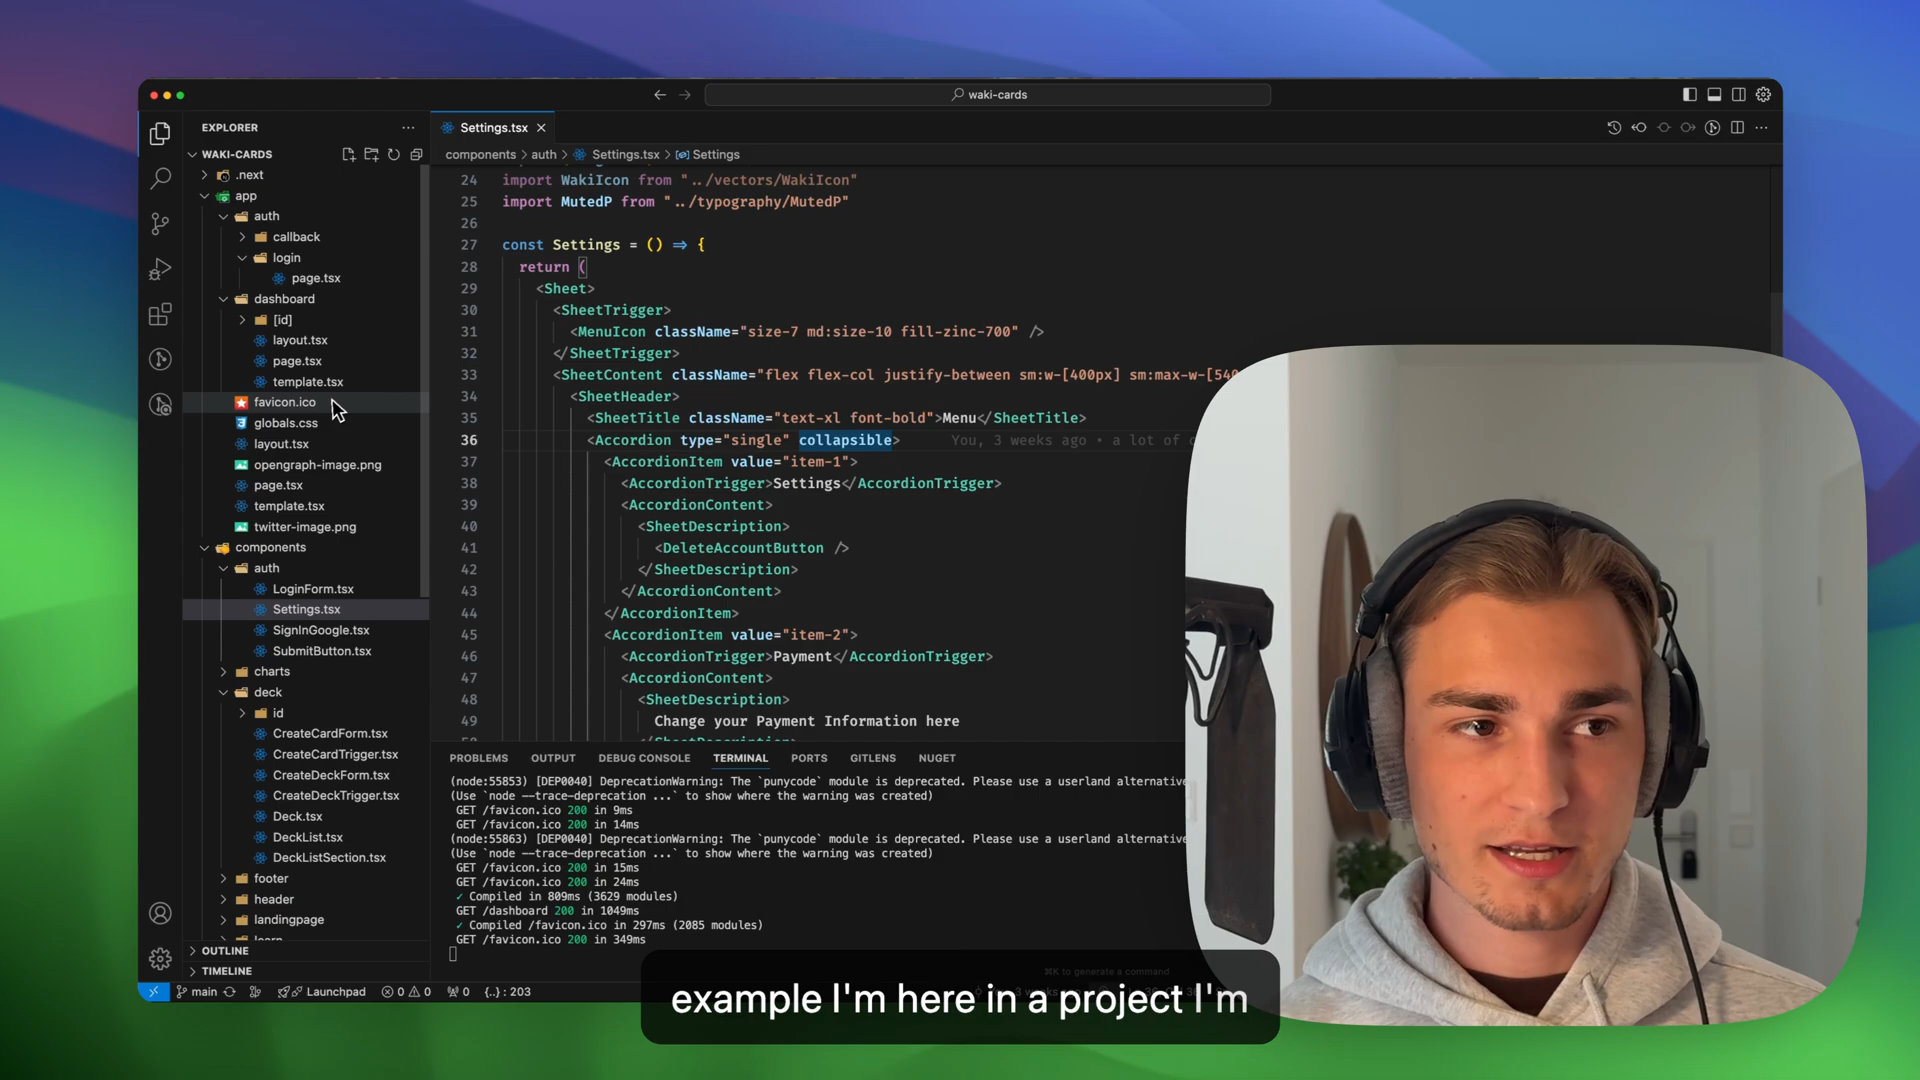 waki-cards
EXPLORER
WAKI-CARDS
.next
app
auth
callback
login
page.tsx
dashboard
[id]
layout.tsx
page.tsx
template.tsx
favicon.ico
globals.css
layout.tsx
opengraph-image.png
page.tsx
template.tsx
twitter-image.png
components
auth
LoginForm.tsx
Settings.tsx
SignInGoogle.tsx
SubmitButton.tsx
charts
deck
id
CreateCardForm.tsx
CreateCardTrigger.tsx
CreateDeckForm.tsx
CreateDeckTrigger.tsx
Deck.tsx
DeckList.tsx
DeckListSection.tsx
footer
header
landingpage
OUTLINE
TIMELINE
Settings.tsx
components > auth > Settings.tsx > Settings
24 import WakiIcon from "../vectors/WakiIcon"
25 import MutedP from "../typography/MutedP"
26
27 const Settings = () => {
28 return (
29 <Sheet>
30 <SheetTrigger>
31 <MenuIcon className="size-7 md:size-10 fill-zinc-700" />
32 </SheetTrigger>
33 <SheetContent className="flex flex-col justify-between sm:w-[400px] sm:max-w-[540
34 <SheetHeader>
35 <SheetTitle className="text-xl font-bold">Menu</SheetTitle>
36 <Accordion type="single" collapsible> You, 3 weeks ago • a lot of
37 <AccordionItem value="item-1">
38 <AccordionTrigger>Settings</AccordionTrigger>
39 <AccordionContent>
40 <SheetDescription>
41 <DeleteAccountButton />
42 </SheetDescription>
43 </AccordionContent>
44 </AccordionItem>
45 <AccordionItem value="item-2">
46 <AccordionTrigger>Payment</AccordionTrigger>
47 <AccordionContent>
48 <SheetDescription>
49 Change your Payment Information here
</SheetDescription>
PROBLEMS OUTPUT DEBUG CONSOLE TERMINAL PORTS GITLENS NUGET
(node:55853) [DEP0040] DeprecationWarning: The `punycode` module is deprecated. Please use a userland alternative
(Use `node --trace-deprecation ...` to show where the warning was created)
GET /favicon.ico 200 in 9ms
GET /favicon.ico 200 in 14ms
(node:55863) [DEP0040] DeprecationWarning: The `punycode` module is deprecated. Please use a userland alternative
(Use `node --trace-deprecation ...` to show where the warning was created)
GET /favicon.ico 200 in 15ms
GET /favicon.ico 200 in 24ms
✓ Compiled in 809ms (3629 modules)
GET /dashboard 200 in 1049ms
✓ Compiled /favicon.ico in 297ms (2085 modules)
GET /favicon.ico 200 in 349ms
⌘K to generate a command
main Launchpad 0 0 0 {..} : 203
example I'm here in a project I'm